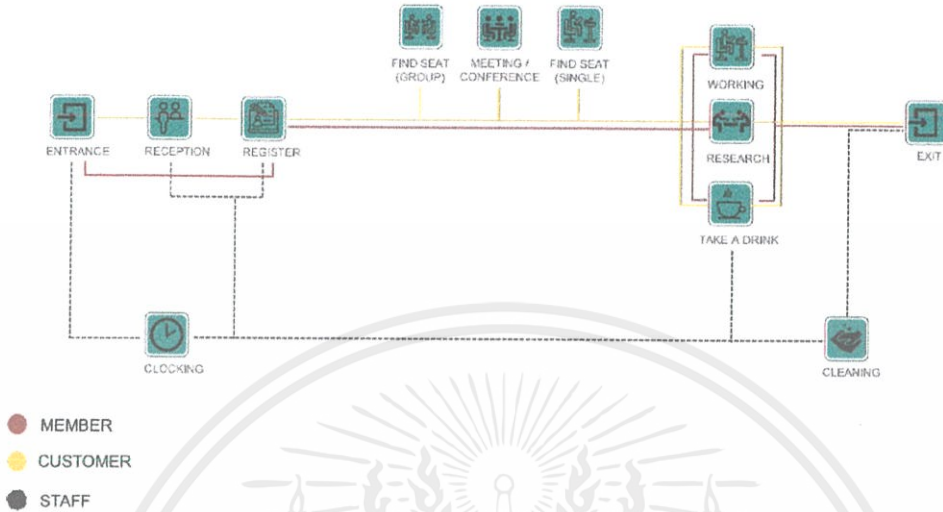 FIND SEAT
(GROUP)
MEETING /
CONFERENCE
FIND SEAT
(SINGLE)
WORKING
ENTRANCE
RECEPTION
REGISTER
RESEARCH
EXIT
TAKE A DRINK
CLOCKING
CLEANING
MEMBER
CUSTOMER
STAFF